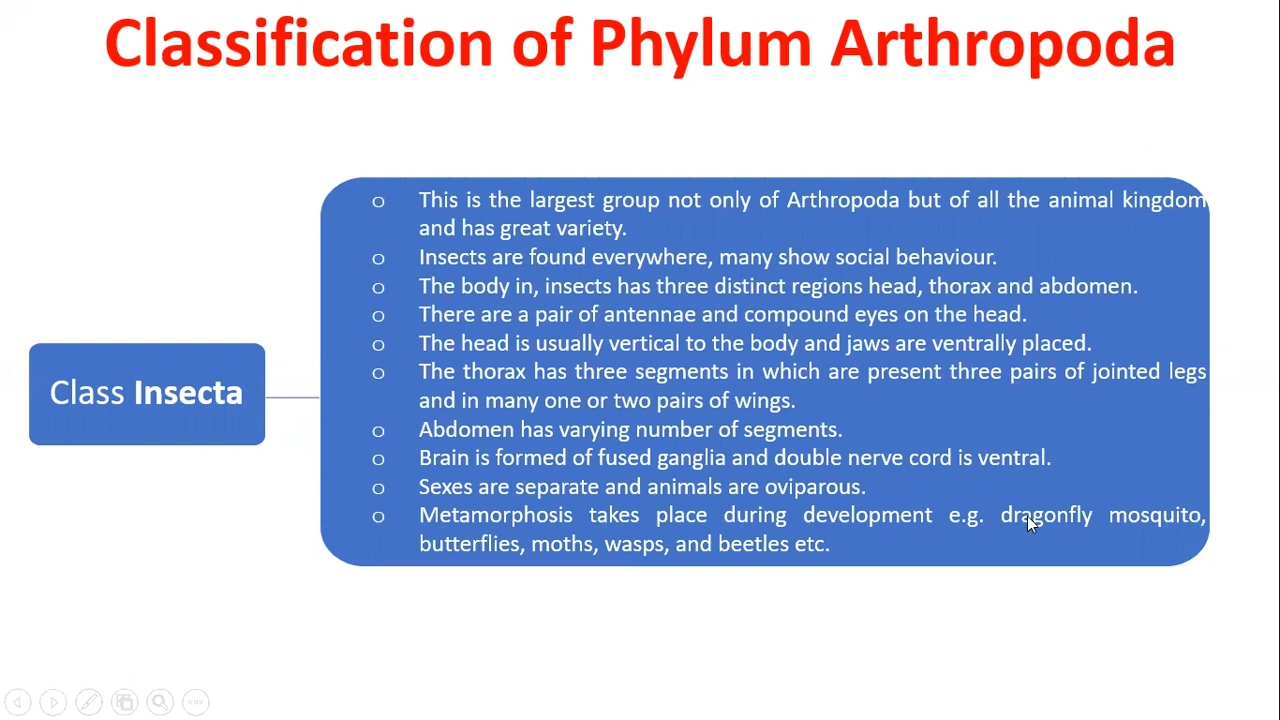 Classification of Phylum Arthropoda
Class Insecta
o This is the largest group not only of Arthropoda but of all the animal kingdom
and has great variety.
o Insects are found everywhere, many show social behaviour.
o The body in, insects has three distinct regions head, thorax and abdomen.
o There are a pair of antennae and compound eyes on the head.
o The head is usually vertical to the body and jaws are ventrally placed.
o The thorax has three segments in which are present three pairs of jointed legs
and in many one or two pairs of wings.
o Abdomen has varying number of segments.
o Brain is formed of fused ganglia and double nerve cord is ventral.
o Sexes are separate and animals are oviparous.
o Metamorphosis takes place during development e.g. dragonfly mosquito,
butterflies, moths, wasps, and beetles etc.